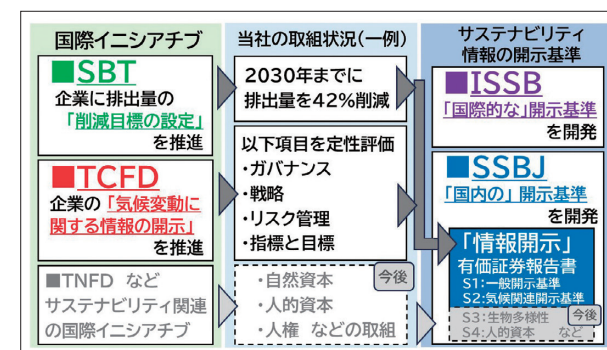 国際イニシアチブ
■SBT
企業に排出量の
「削減目標の設定」
を推進
■TCFD
企業の「気候変動に
関する情報の開示」
を推進
■TNFD など
サステナビリティ関連
の国際イニシアチブ
当社の取組状況(一例)
2030年までに
排出量を42%削減
以下項目を定性評価
・ガバナンス
・戦略
・リスク管理
・指標と目標
今後
・自然資本
・人的資本
・人権 などの取組
サステナビリティ
情報の開示基準
■ISSB
「国際的な」開示基準
を開発
■SSBJ
「国内の」開示基準
を開発
「情報開示」
有価証券報告書
S1:一般開示基準
S2:気候関連開示基準
今後
S3:生物多様性
S4:人的資本 など